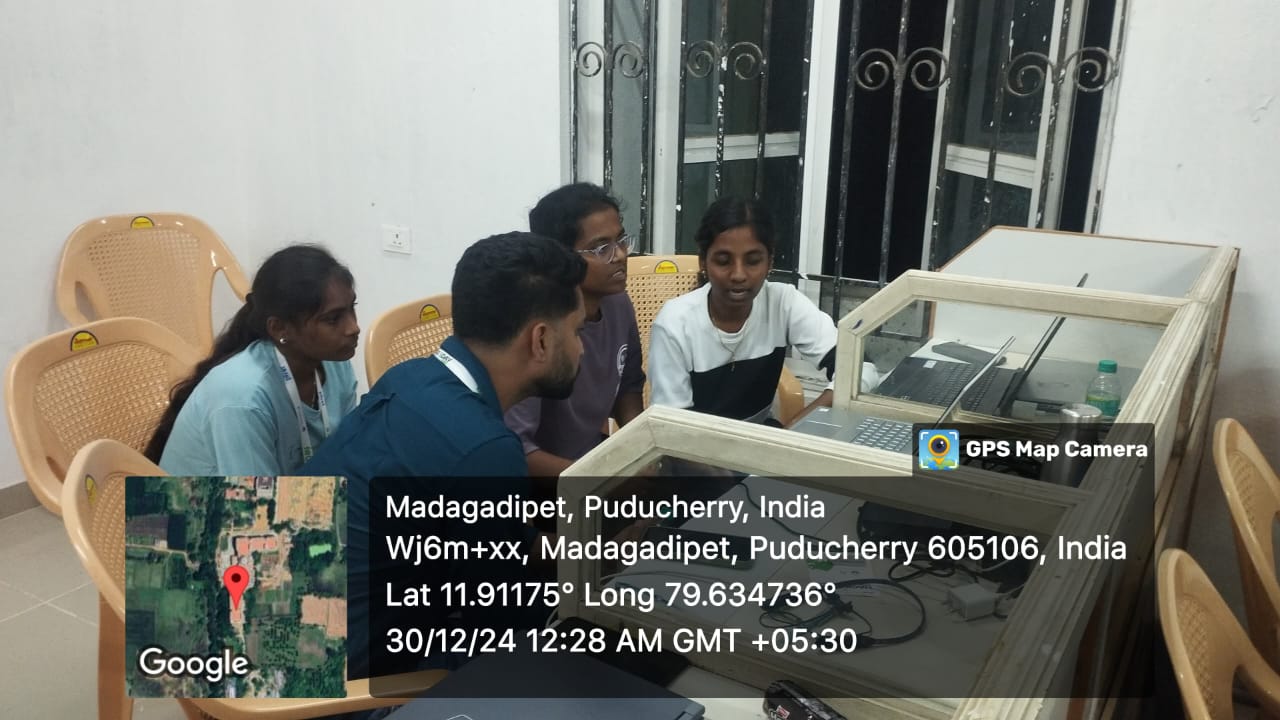 GPS Map Camera
Madagadipet, Puducherry, India
Wj6m+xx, Madagadipet, Puducherry 605106, India
Lat 11.91175° Long 79.634736°
30/12/24 12:28 AM GMT +05:30
Google